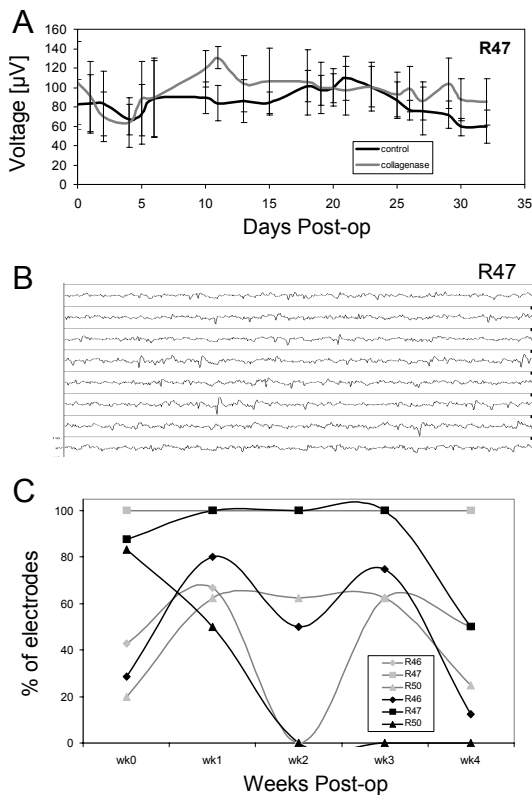 A
R47
Voltage [µV]
160
140
120
100
80
60
40
20
0
control
collagenase
0 5 10 15 20 25 30 35
Days Post-op
B
R47
C
% of electrodes
100
80
60
40
20
0
R46
R47
R50
R46
R47
R50
wk0 wk1 wk2 wk3 wk4
Weeks Post-op